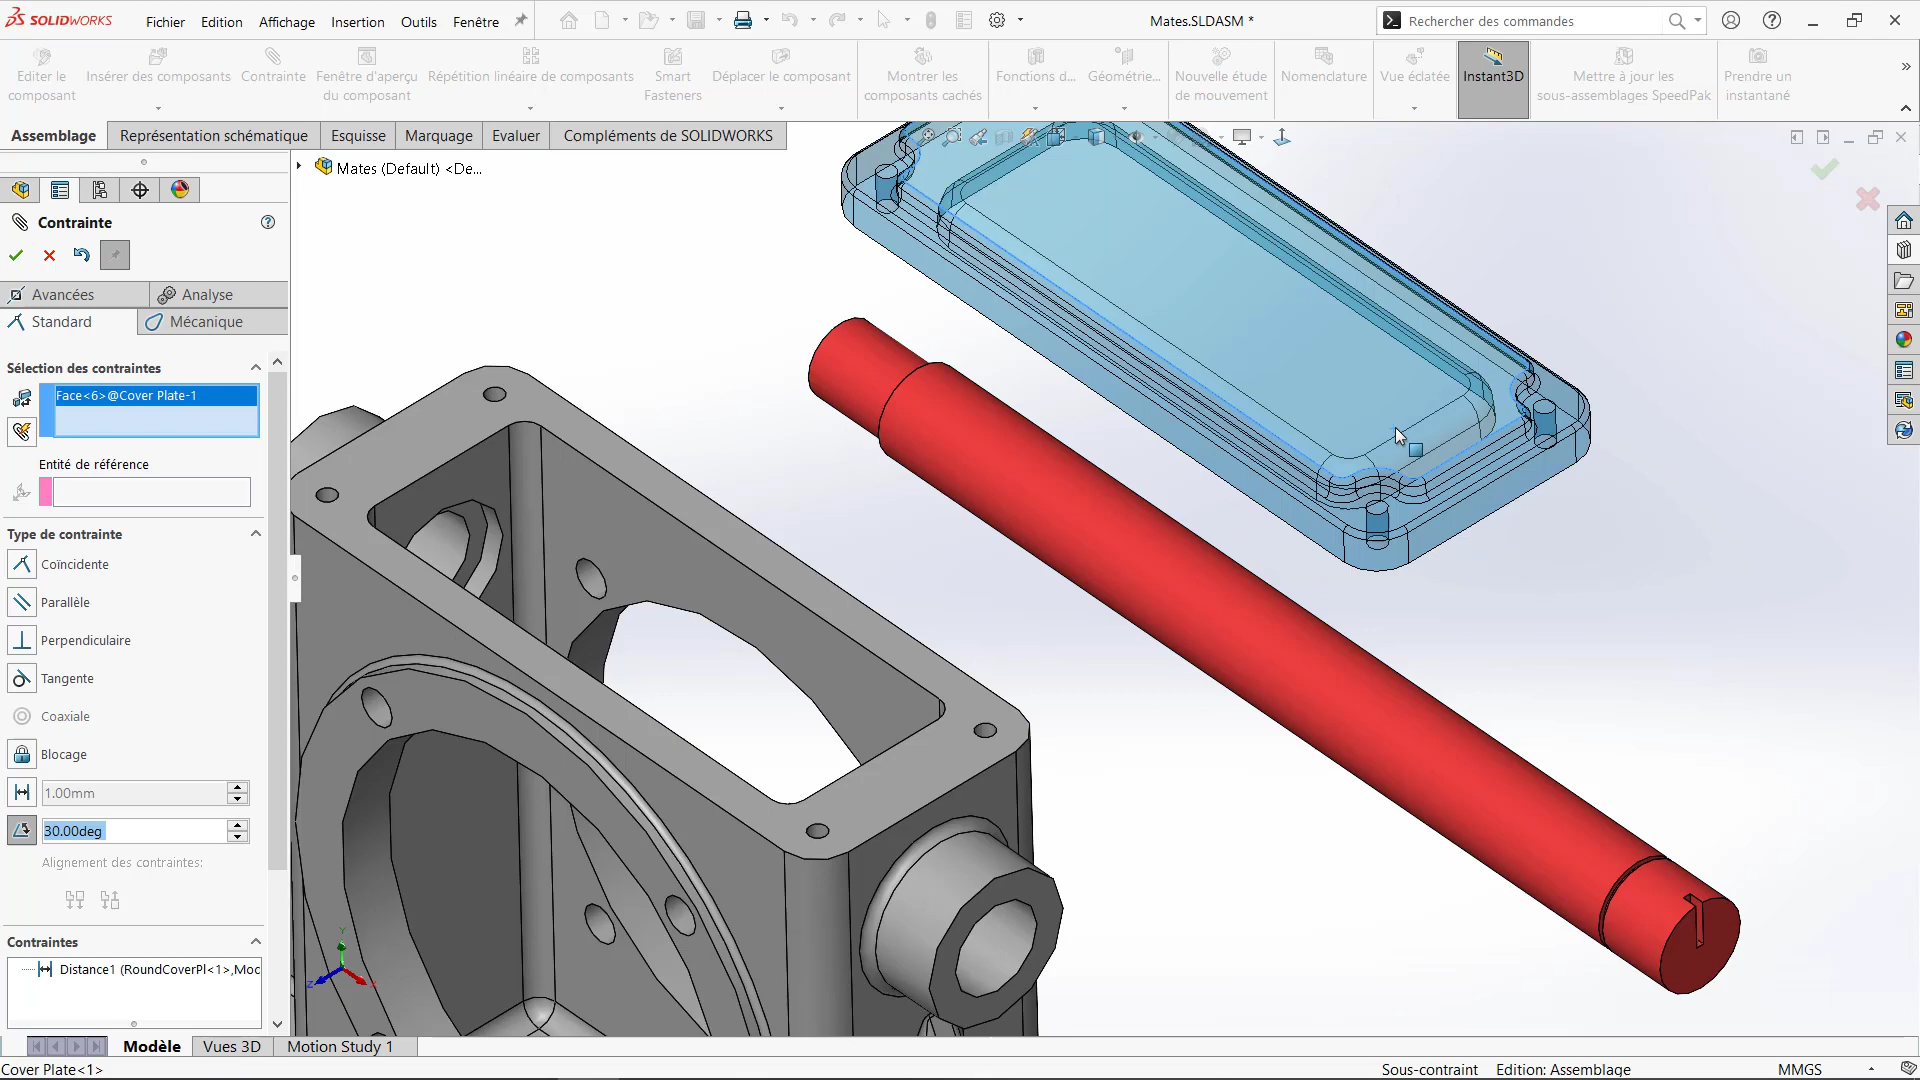 SOLIDWORKS
Fichier Edition Affichage Insertion Outils Fenêtre
Mates.SLDASM *
Rechercher des commandes
Editer le composant
Insérer des composants
Contrainte
Fenêtre d'aperçu du composant
Répétition linéaire de composants
Smart Fasteners
Déplacer le composant
Montrer les composants cachés
Fonctions d...
Géométrie...
Nouvelle étude de mouvement
Nomenclature
Vue éclatée
Instant3D
Mettre à jour les sous-assemblages SpeedPak
Prendre un instantané
Assemblage Représentation schématique Esquisse Marquage Evaluer Compléments de SOLIDWORKS
Mates (Default) <De...
Contrainte
Avancées Analyse
Standard Mécanique
Sélection des contraintes
Face<6>@Cover Plate-1
Entité de référence
Type de contrainte
Coïncidente
Parallèle
Perpendiculaire
Tangente
Coaxiale
Blocage
1.00mm
30.00deg
Alignement des contraintes:
Contraintes
Distance1 (RoundCoverPl<1>,Moc
Y
Z
X
Modèle Vues 3D Motion Study 1
Cover Plate<1>
Sous-contraint Edition: Assemblage MMGS